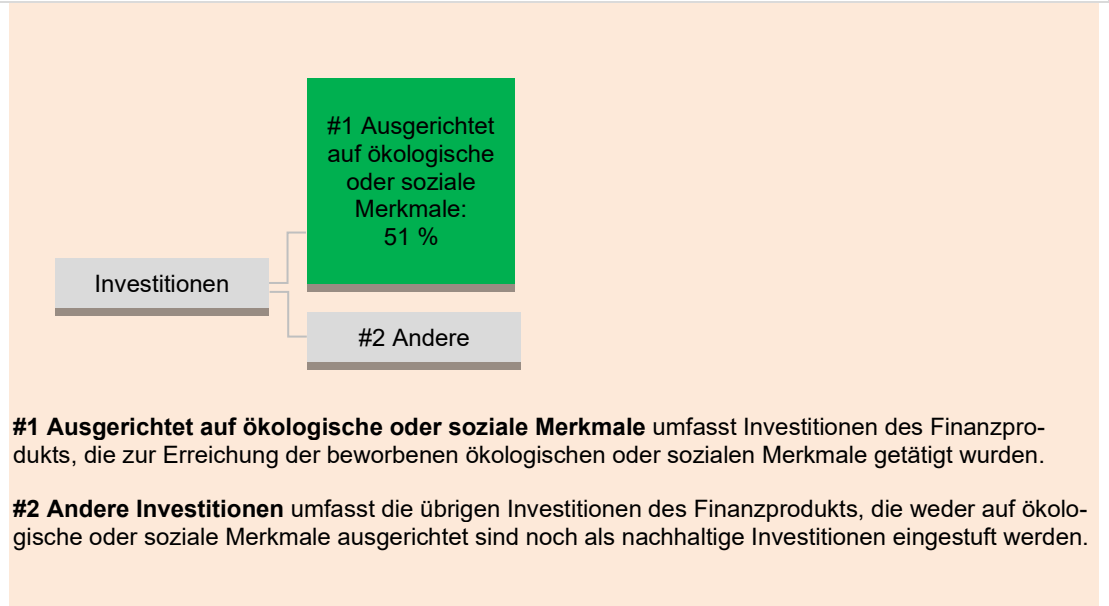 #1 Ausgerichtet
auf ökologische
oder soziale
Merkmale:
51 %
Investitionen
#2 Andere
#1 Ausgerichtet auf ökologische oder soziale Merkmale umfasst Investitionen des Finanzpro-
dukts, die zur Erreichung der beworbenen ökologischen oder sozialen Merkmale getätigt wurden.
#2 Andere Investitionen umfasst die übrigen Investitionen des Finanzprodukts, die weder auf ökolo-
gische oder soziale Merkmale ausgerichtet sind noch als nachhaltige Investitionen eingestuft werden.